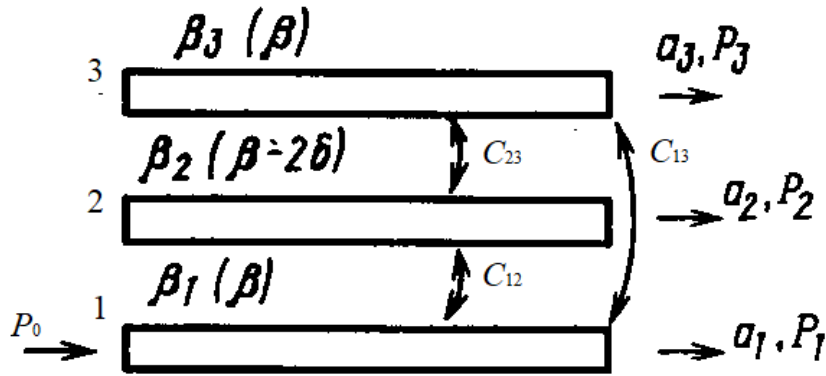 β₃ (β)
a₃, P₃
3
C₂₃
C₁₃
β₂ (β-2δ)
2
a₂, P₂
β₁ (β)
C₁₂
1
P₀
a₁, P₁